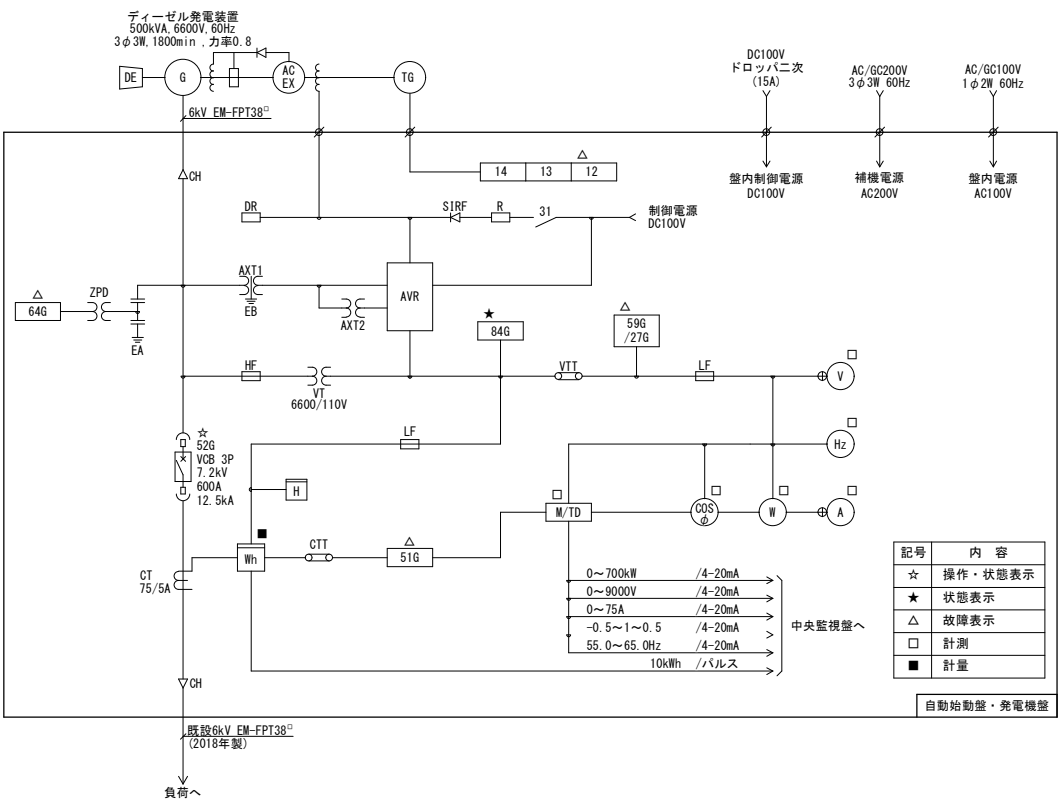 ディーゼル発電装置
500kVA, 6600V, 60Hz
3φ3W, 1800min , 力率0.8
DE
G
AC
EX
TG
6kV EM-FPT38□
DC100V
ドロッパ二次
(15A)
AC/GC200V
3φ3W 60Hz
AC/GC100V
1φ2W 60Hz
CH
△
14
13
12
盤内制御電源
DC100V
補機電源
AC200V
盤内電源
AC100V
DR
SIRF
R
31
制御電源
DC100V
△
64G
ZPD
EA
AXT1
EB
AXT2
AVR
★
84G
△
59G
/27G
HF
VT
6600/110V
VTT
LF
□
V
☆
52G
VCB 3P
7.2kV
600A
12.5kA
LF
H
□
Hz
□
M/TD
□
COS
φ
□
W
□
A
■
Wh
CTT
△
51G
CT
75/5A
0～700kW /4-20mA
0～9000V /4-20mA
0～75A /4-20mA
-0.5～1～0.5 /4-20mA
55.0～65.0Hz /4-20mA
10kWh /パルス
中央監視盤へ
記号 内 容
☆ 操作・状態表示
★ 状態表示
△ 故障表示
□ 計測
■ 計量
CH
自動始動盤・発電機盤
既設6kV EM-FPT38□
(2018年製)
負荷へ